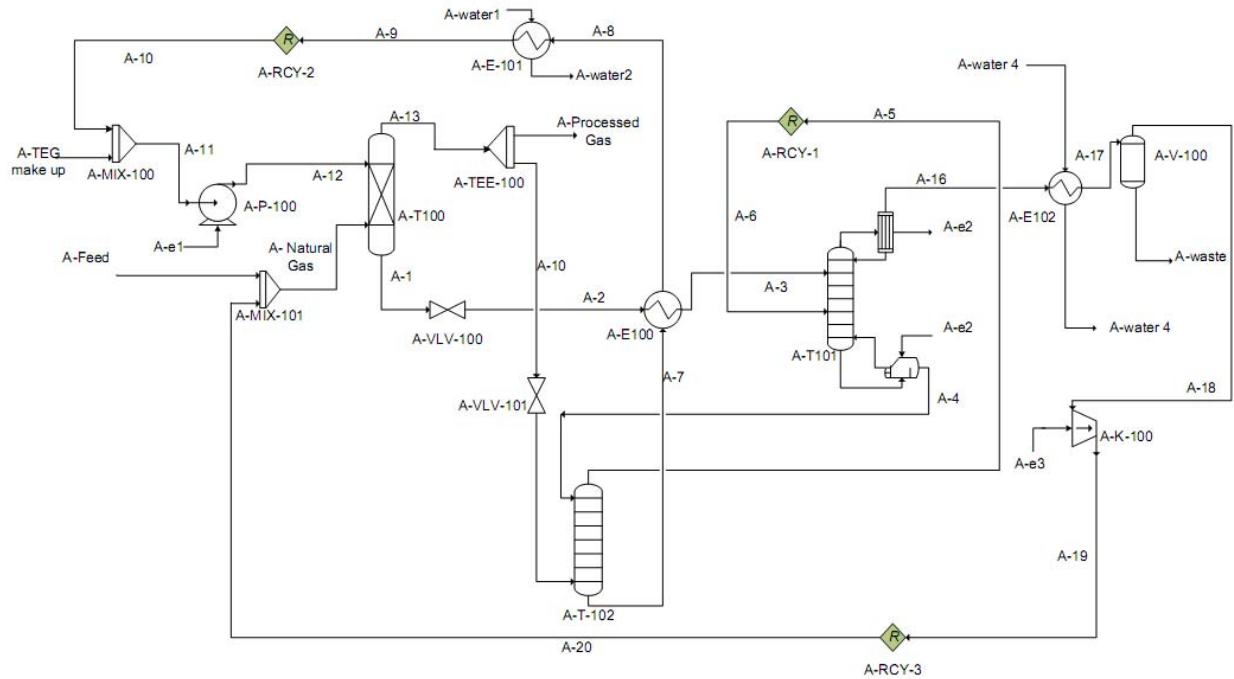 A-water1
A-10
R
A-9
A-8
A-RCY-2
A-E-101
A-water2
A-TEG
make up
A-MIX-100
A-11
A-12
A-P-100
A-e1
A-13
A-Processed
Gas
A-TEE-100
A-T100
A-Feed
A- Natural
Gas
A-MIX-101
A-1
A-VLV-100
A-2
A-10
A-E100
A-VLV-101
A-7
A-T-102
R
A-5
A-RCY-1
A-6
A-3
A-16
A-e2
A-T101
A-e2
A-4
A-water 4
A-17
A-V-100
A-E102
A-waste
A-water 4
A-18
A-K-100
A-e3
A-19
A-20
R
A-RCY-3